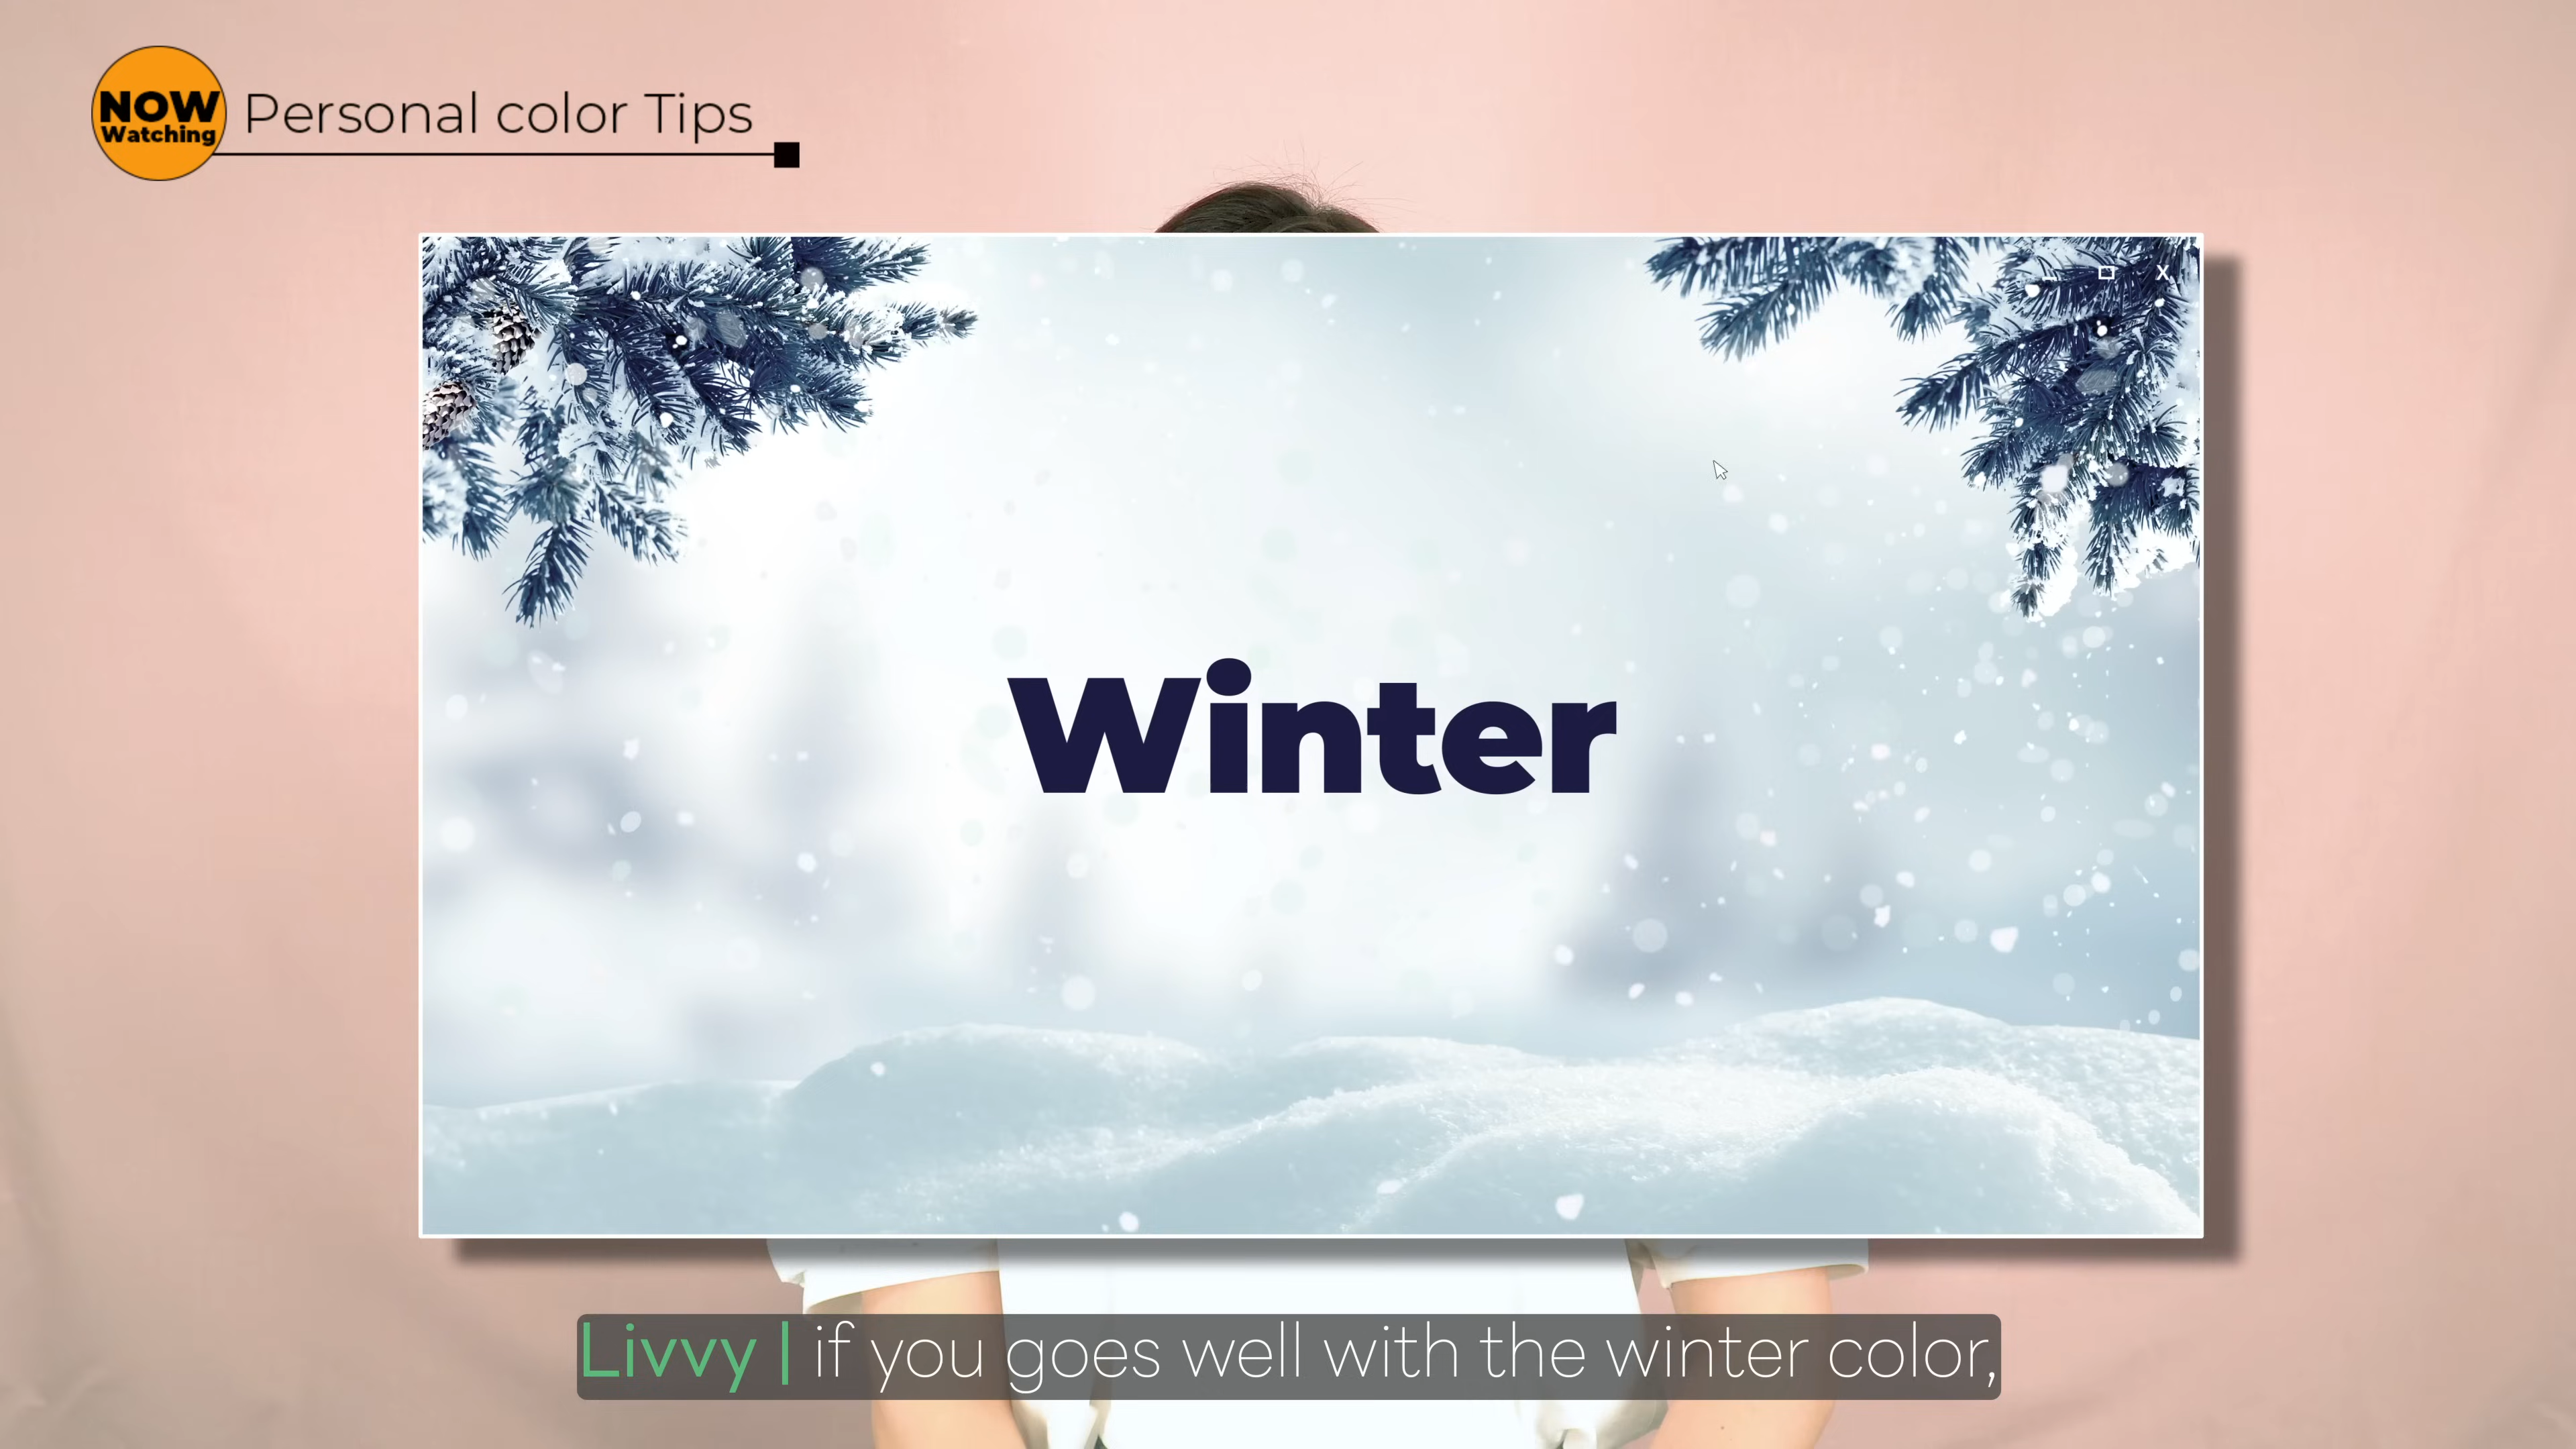 NOW
Watching
Personal color Tips
X
Winter
Livvy | if you goes well with the winter color,